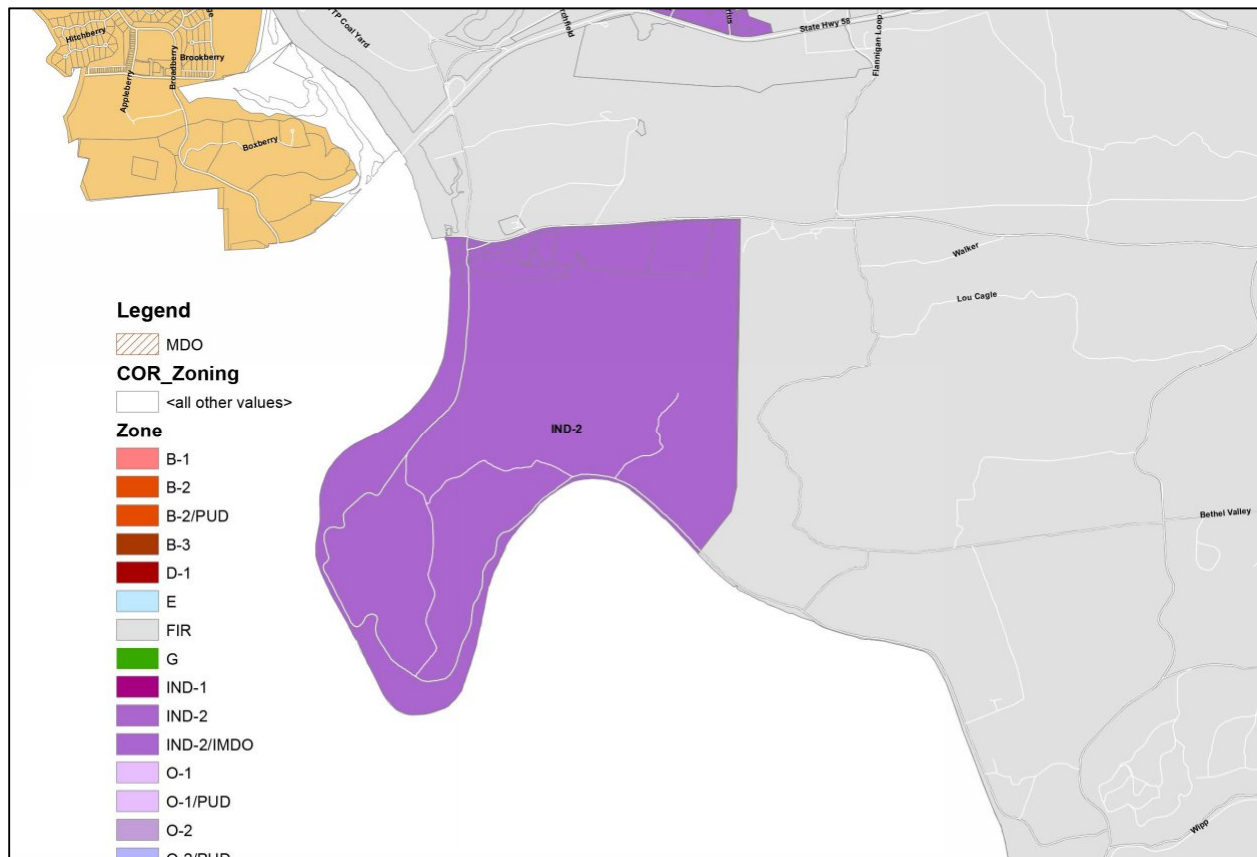 Hitchberry
Brookberry
Broadberry
Appleberry
Boxberry
TP Coal Yard
State Hwy 58
Flannigan Loop
Walker
Lou Cagle
IND-2
Bethel Valley
Wipp
Legend
MDO
COR_Zoning
<all other values>
Zone
B-1
B-2
B-2/PUD
B-3
D-1
E
FIR
G
IND-1
IND-2
IND-2/IMDO
O-1
O-1/PUD
O-2
O-2/PUD